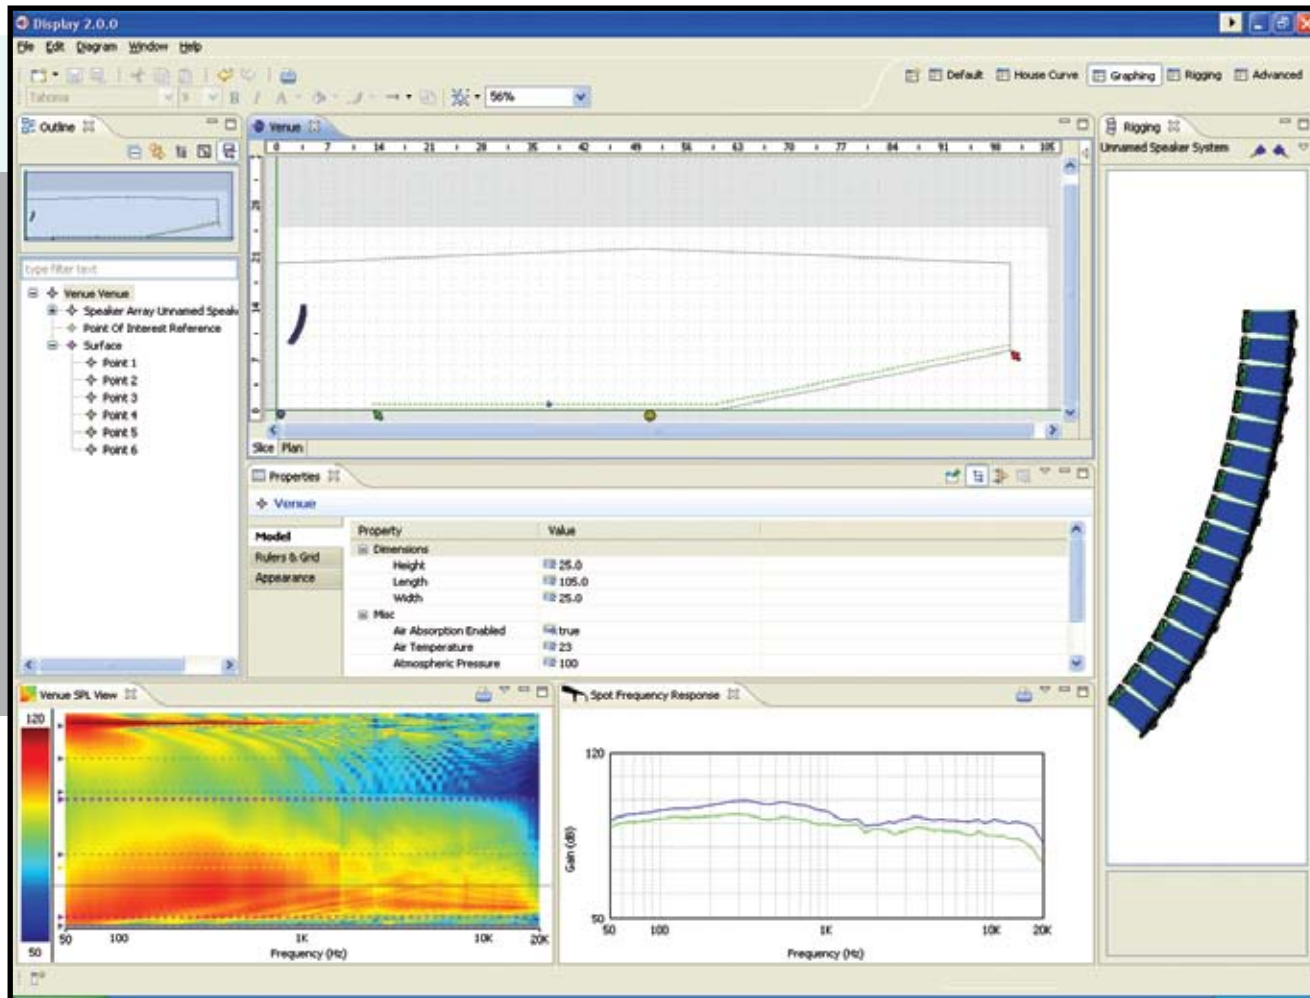 Display 2.0.0
File Edit Diagram Window Help
Default House Curve Graphing Rigging Advanced
Tahoma 9 B I A 56%
Outline
type filter text
Venue Venue
Speaker Array Unnamed Speak
Point Of Interest Reference
Surface
Point 1
Point 2
Point 3
Point 4
Point 5
Point 6
Venue
0 7 14 21 28 35 42 49 56 63 70 77 84 91 98 105
28
21
14
7
0
Slice Plan
Rigging
Unnamed Speaker System
Properties
Venue
Model
Rulers & Grid
Appearance
Property Value
Dimensions
Height 25.0
Length 105.0
Width 25.0
Misc
Air Absorption Enabled true
Air Temperature 23
Atmospheric Pressure 100
Venue SPL View
120
50
50 100 1K 10K 20K
Frequency (Hz)
Spot Frequency Response
120
Gain (dB)
50
50 100 1K 10K 20K
Frequency (Hz)